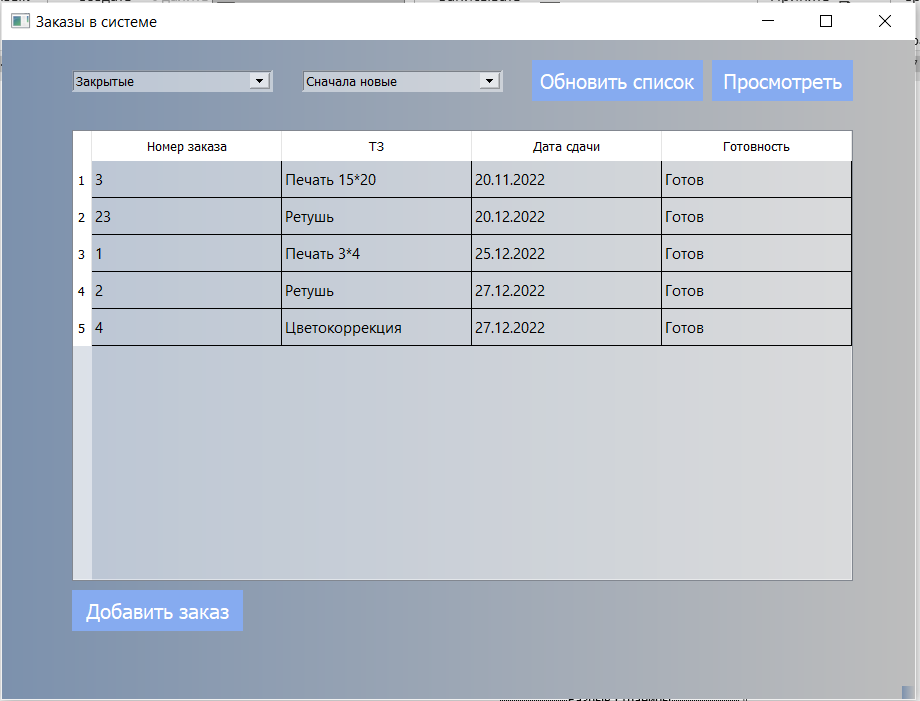 Заказы в системе
Закрытые
Сначала новые
Обновить список
Просмотреть
Номер заказа ТЗ Дата сдачи Готовность
1 3 Печать 15*20 20.11.2022 Готов
2 23 Ретушь 20.12.2022 Готов
3 1 Печать 3*4 25.12.2022 Готов
4 2 Ретушь 27.12.2022 Готов
5 4 Цветокоррекция 27.12.2022 Готов
Добавить заказ